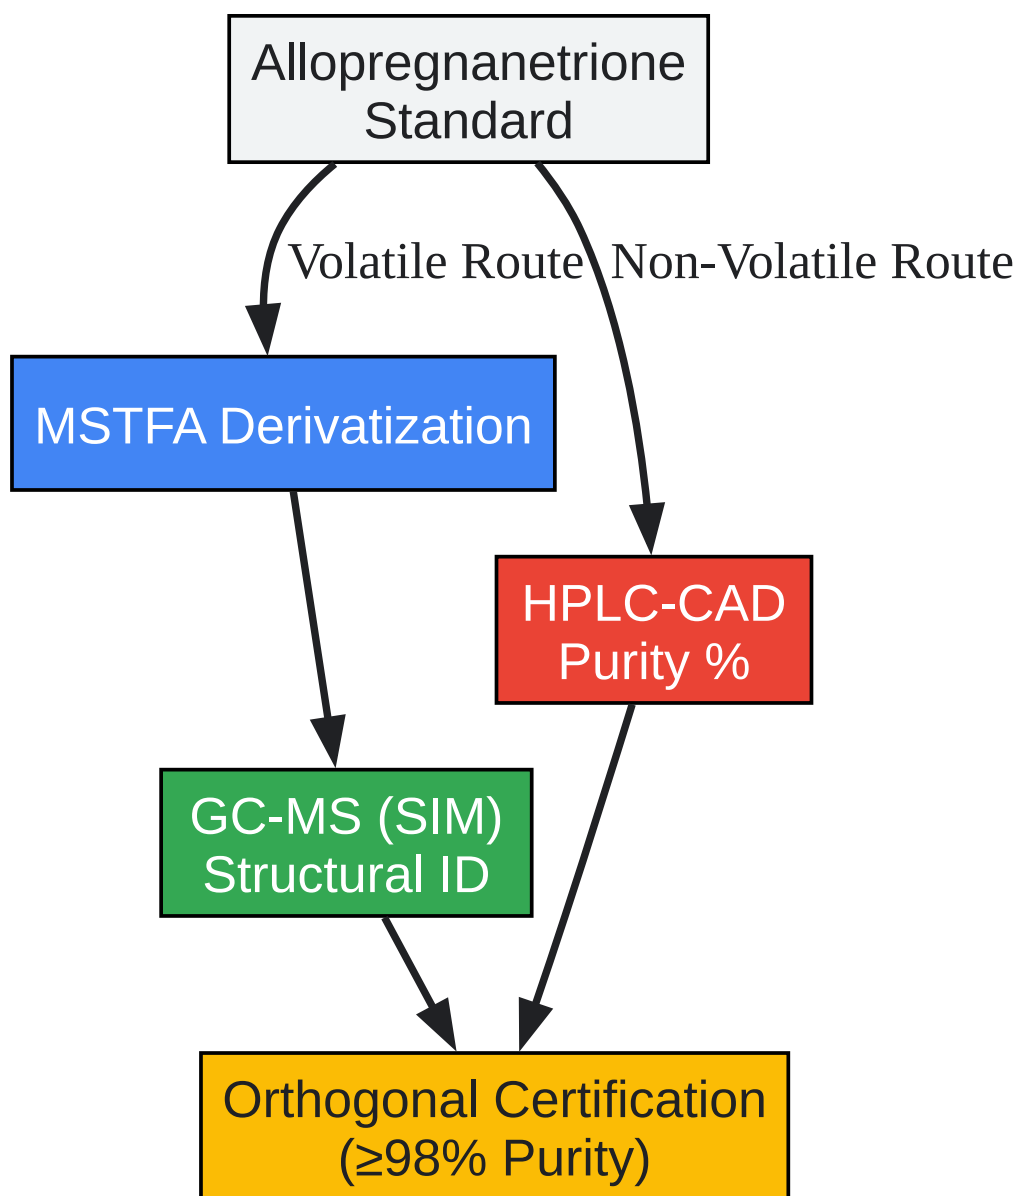 Allopregnanetrione
Standard
Volatile Route
Non-Volatile Route
MSTFA Derivatization
HPLC-CAD
Purity %
GC-MS (SIM)
Structural ID
Orthogonal Certification
(≥98% Purity)